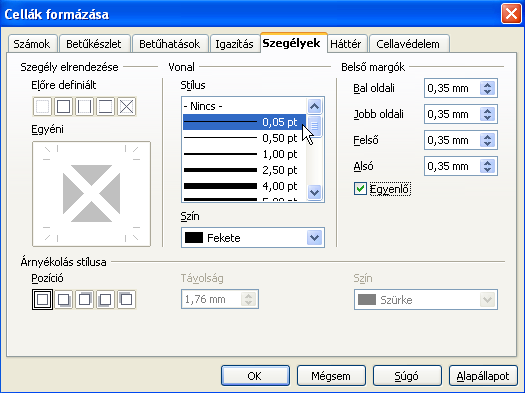 Cellák formázása
Számok Betűkészlet Betűhatások Igazítás Szegélyek Háttér Cellavédelem
Szegély elrendezése
Előre definiált
Egyéni
Vonal
Stílus
- Nincs -
0,05 pt
0,50 pt
1,00 pt
2,50 pt
4,00 pt
5,00 pt
Szín
Fekete
Belső margók
Bal oldali 0,35 mm
Jobb oldali 0,35 mm
Felső 0,35 mm
Alsó 0,35 mm
Egyenlő
Árnyékolás stílusa
Pozíció
Távolság
1,76 mm
Szín
Szürke
OK Mégsem Súgó Alapállapot